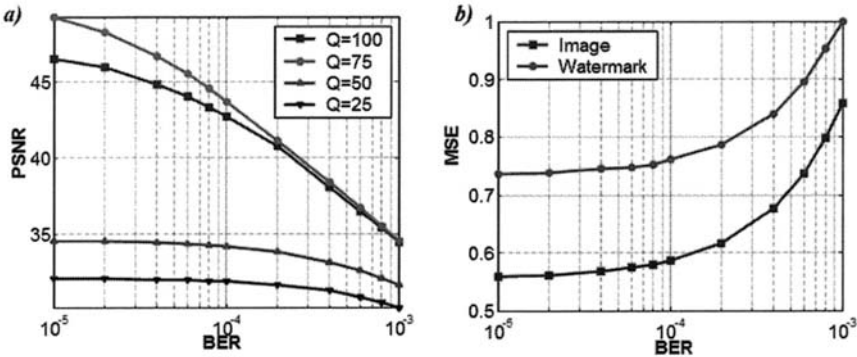 a)
PSNR
45
40
35
Q=100
Q=75
Q=50
Q=25
10-5
10-4
10-3
BER
b)
MSE
1
0.9
0.8
0.7
0.6
0.5
Image
Watermark
10-5
10-4
10-3
BER